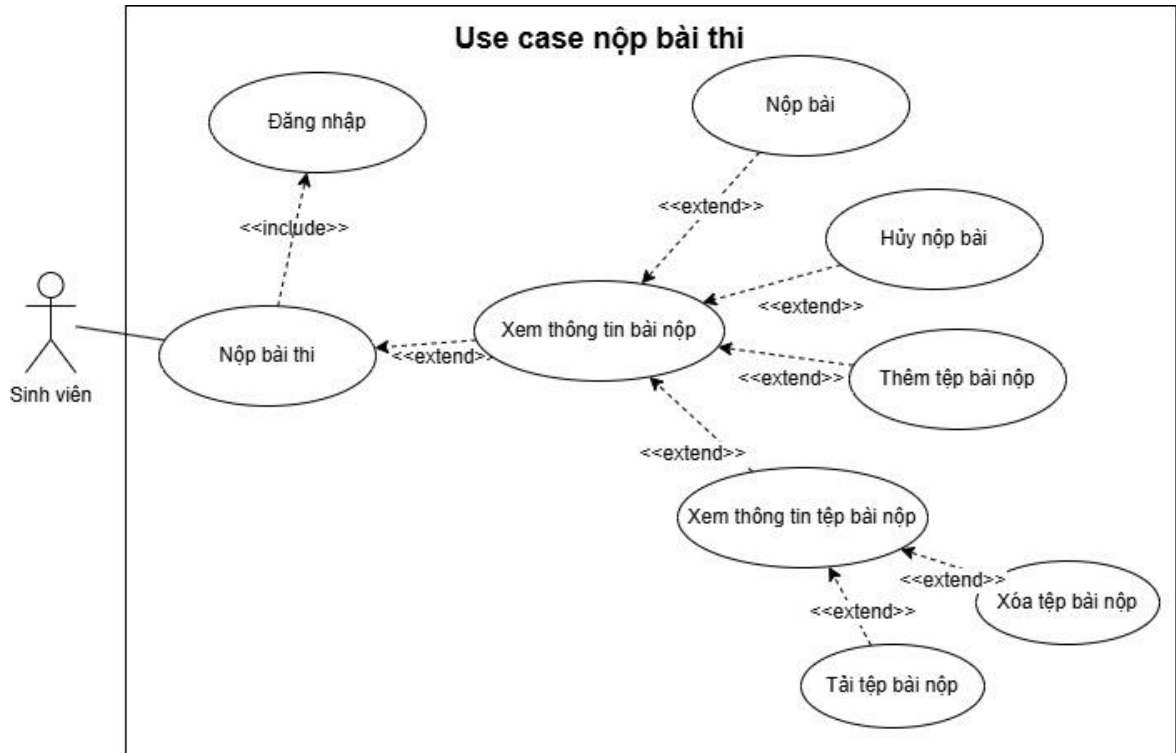 Use case nộp bài thi
Đăng nhập
Nộp bài
<<extend>>
<<include>>
Hủy nộp bài
<<extend>>
Sinh viên
Nộp bài thi
<<extend>>
Xem thông tin bài nộp
<<extend>>
Thêm tệp bài nộp
<<extend>>
Xem thông tin tệp bài nộp
<<extend>>
Xóa tệp bài nộp
<<extend>>
Tải tệp bài nộp